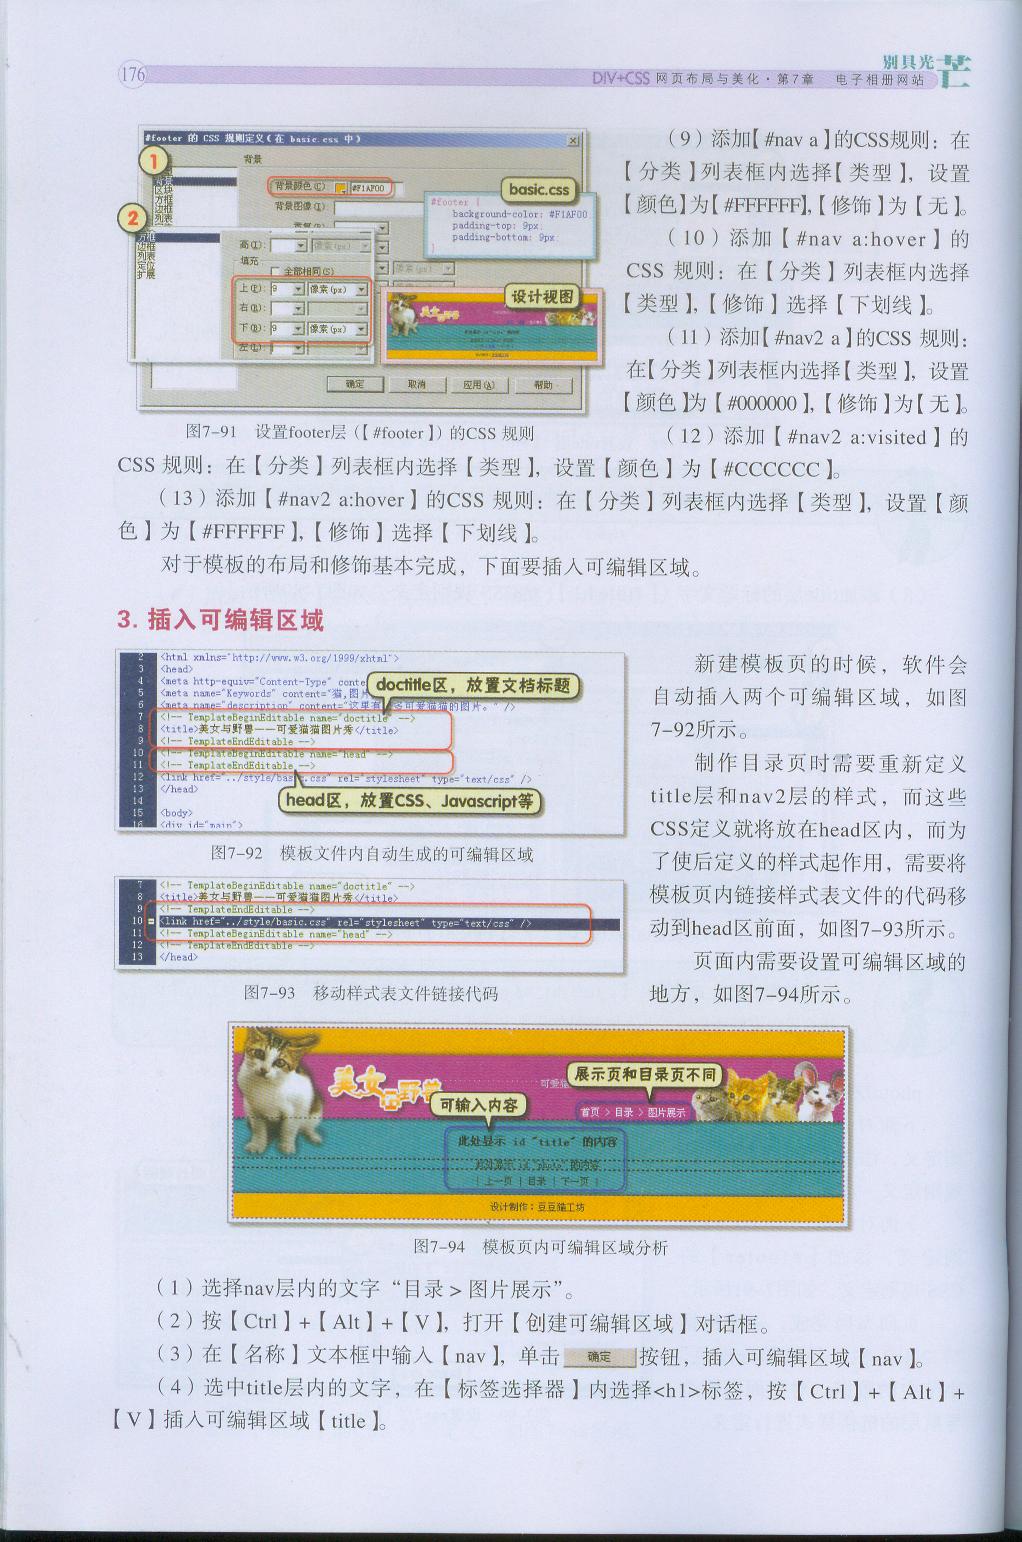 176
别具光芒
DIV+CSS 网页布局与美化·第7章 电子相册网站
#footer 的 CSS 规则定义(在 basic.css 中)
1
背景
背景颜色(C): #F1AF00
背景图像(I):
basic.css
#footer {
background-color: #F1AF00
padding-top: 9px;
padding-bottom: 9px;
}
2
高(I): 像素(px)
填充
全部相同(S)
上(P): 9 像素(px)
右(R):
下(B): 9 像素(px)
左(L):
设计视图
确定 取消 应用(A) 帮助
图7-91 设置footer层(【#footer】)的CSS 规则
(9)添加【#nav a】的CSS规则:在
【分类】列表框内选择【类型】,设置
【颜色】为【#FFFFFF】,【修饰】为【无】。
(10)添加【#nav a:hover】的
CSS 规则:在【分类】列表框内选择
【类型】,【修饰】选择【下划线】。
(11)添加【#nav2 a】的CSS 规则:
在【分类】列表框内选择【类型】,设置
【颜色】为【#000000】,【修饰】为【无】。
(12)添加【#nav2 a:visited】的
CSS 规则:在【分类】列表框内选择【类型】,设置【颜色】为【#CCCCCC】。
(13)添加【#nav2 a:hover】的CSS 规则:在【分类】列表框内选择【类型】,设置【颜
色】为【#FFFFFF】,【修饰】选择【下划线】。
对于模板的布局和修饰基本完成,下面要插入可编辑区域。
3. 插入可编辑区域
2 <html xmlns="http://www.w3.org/1999/xhtml">
3 <head>
4 <meta http-equiv="Content-Type" conte
5 <meta name="Keywords" content="猫,图片
6 <meta name="description" content="这里有 多可爱猫猫的图片。" />
7 <!-- TemplateBeginEditable name="doctitle" -->
8 <title>美女与野兽——可爱猫猫图片秀</title>
9 <!-- TemplateEndEditable -->
10 <!-- TemplateBeginEditable name="head" -->
11 <!-- TemplateEndEditable -->
12 <link href="../style/basic.css" rel="stylesheet" type="text/css" />
13 </head>
14
15 <body>
16 <div id="main">
doctitle区,放置文档标题
head区,放置CSS、Javascript等
图7-92 模板文件内自动生成的可编辑区域
7 <!-- TemplateBeginEditable name="doctitle" -->
8 <title>美女与野兽——可爱猫猫图片秀</title>
9 <!-- TemplateEndEditable -->
10 <link href="../style/basic.css" rel="stylesheet" type="text/css" />
11 <!-- TemplateBeginEditable name="head" -->
12 <!-- TemplateEndEditable -->
13 </head>
图7-93 移动样式表文件链接代码
新建模板页的时候,软件会
自动插入两个可编辑区域,如图
7-92所示。
制作目录页时需要重新定义
title层和nav2层的样式,而这些
CSS定义就将放在head区内,而为
了使后定义的样式起作用,需要将
模板页内链接样式表文件的代码移
动到head区前面,如图7-93所示。
页面内需要设置可编辑区域的
地方,如图7-94所示。
美女与野兽
可爱猫
展示页和目录页不同
可输入内容
首页 > 目录 > 图片展示
此处显示 id "title" 的内容
此处显示 id "photo" 的内容
| 上一页 | 目录 | 下一页 |
设计制作:豆豆猫工坊
图7-94 模板页内可编辑区域分析
(1)选择nav层内的文字“目录 > 图片展示”。
(2)按【Ctrl】+【Alt】+【V】,打开【创建可编辑区域】对话框。
(3)在【名称】文本框中输入【nav】,单击 确定 按钮,插入可编辑区域【nav】。
(4)选中title层内的文字,在【标签选择器】内选择<h1>标签,按【Ctrl】+【Alt】+
【V】插入可编辑区域【title】。